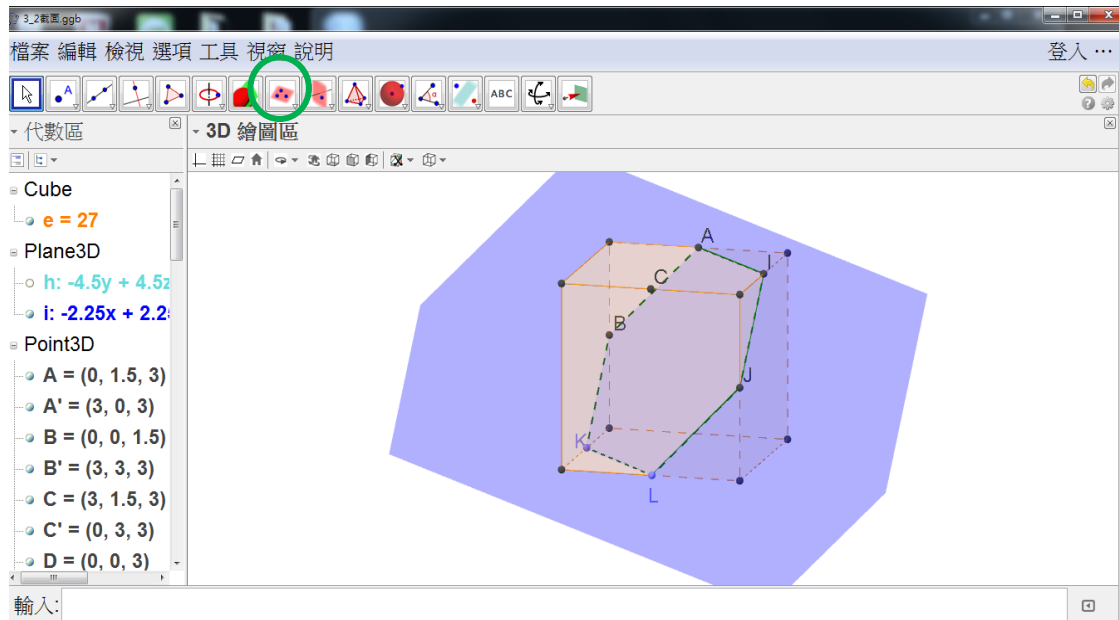 3_2截面.ggb
檔案 編輯 檢視 選項 工具 視窗 說明 登入 ...
A α ABC
代數區
3D 繪圖區
Cube
e = 27
Plane3D
h: -4.5y + 4.5z
i: -2.25x + 2.2
Point3D
A = (0, 1.5, 3)
A' = (3, 0, 3)
B = (0, 0, 1.5)
B' = (3, 3, 3)
C = (3, 1.5, 3)
C' = (0, 3, 3)
D = (0, 0, 3)
A
I
C
B
J
K
L
輸入: